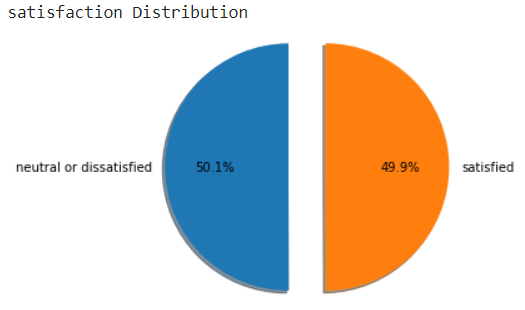 satisfaction Distribution
neutral or dissatisfied
50.1%
49.9%
satisfied